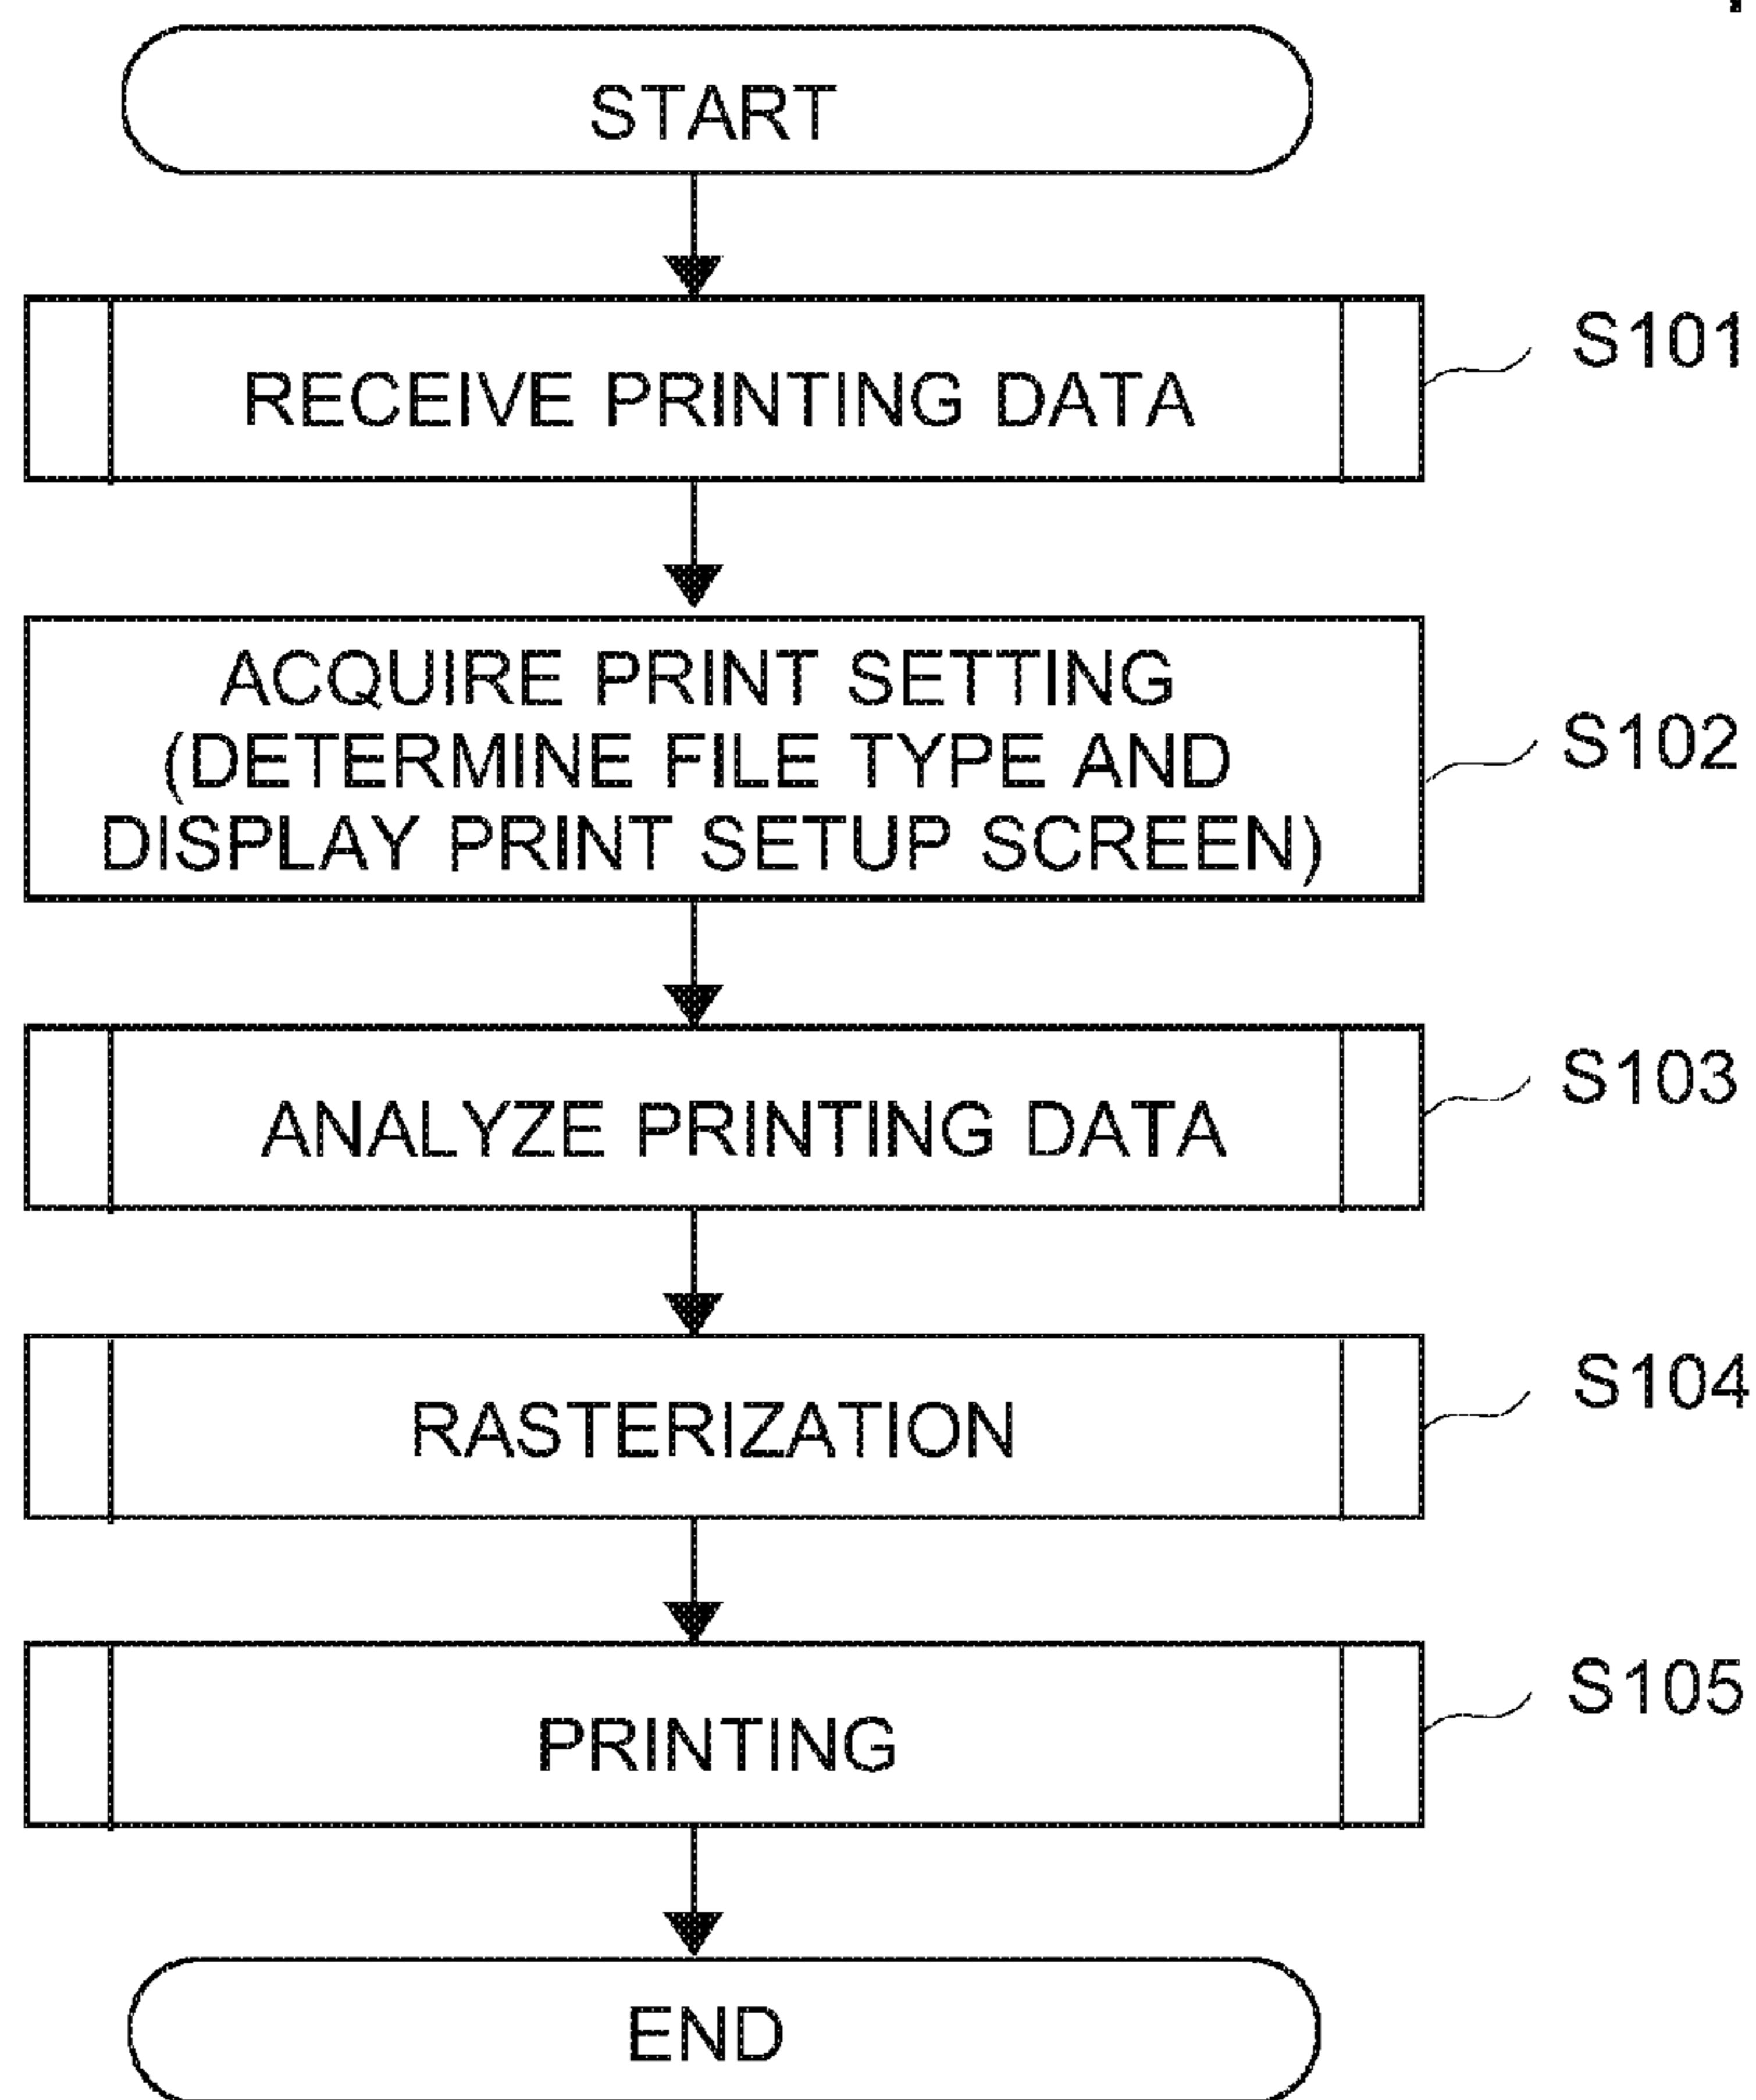 START
RECEIVE PRINTING DATA
S101
ACQUIRE PRINT SETTING
(DETERMINE FILE TYPE AND
DISPLAY PRINT SETUP SCREEN)
S102
ANALYZE PRINTING DATA
S103
RASTERIZATION
S104
PRINTING
S105
END